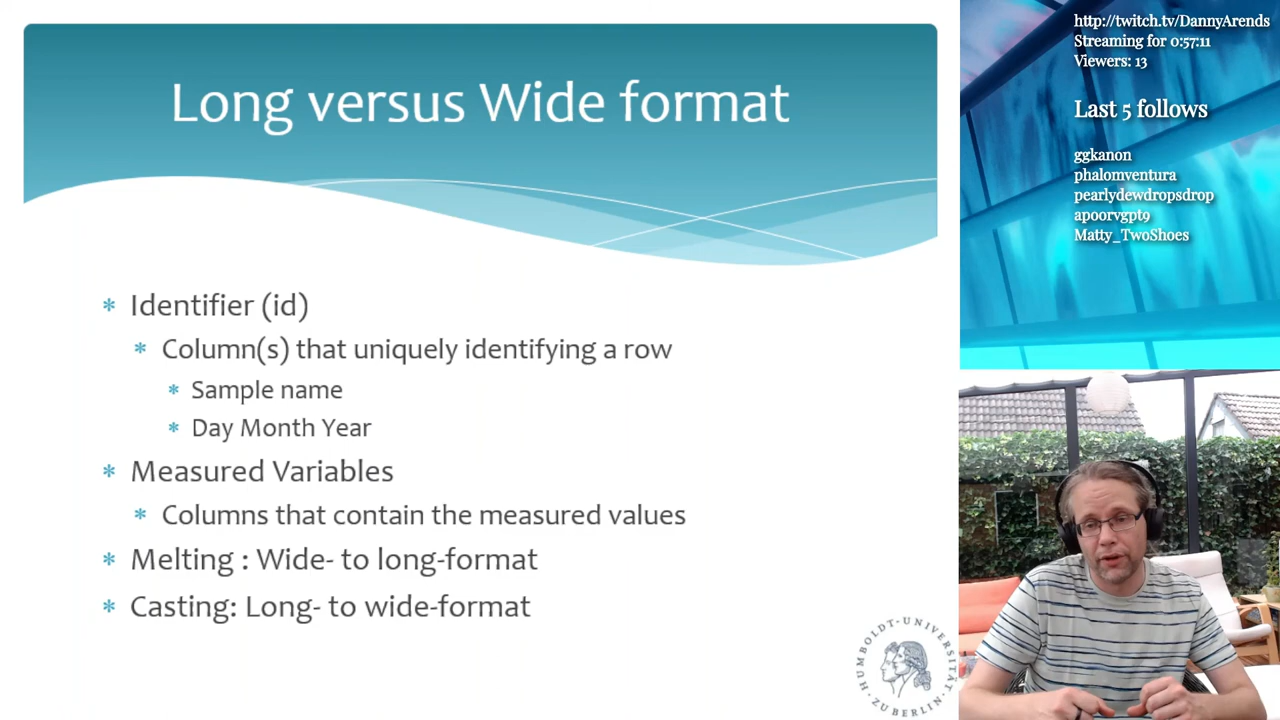 Long versus Wide format
* Identifier (id)
* Column(s) that uniquely identifying a row
* Sample name
* Day Month Year
* Measured Variables
* Columns that contain the measured values
* Melting : Wide- to long-format
* Casting: Long- to wide-format
HUMBOLDT-UNIVERSITÄT
ZU BERLIN
http://twitch.tv/DannyArends
Streaming for 0:57:11
Viewers: 13
Last 5 follows
ggkanon
phalomventura
pearlydewdropsdrop
apoorvgpt9
Matty_TwoShoes